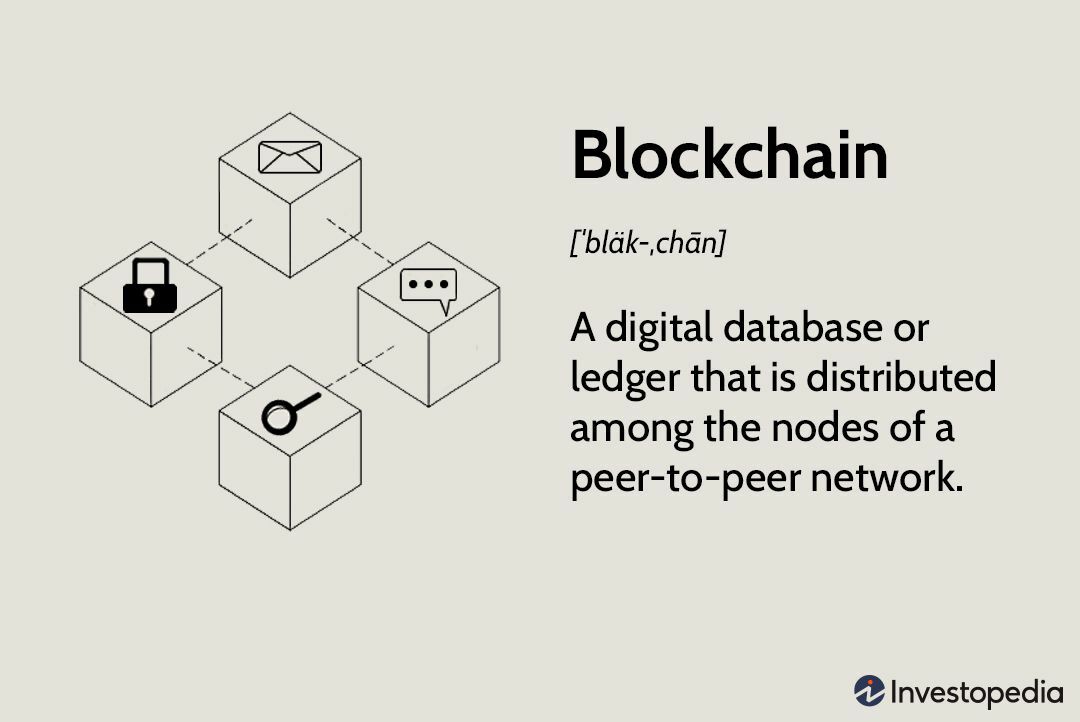 Blockchain
[ˈbläk-ˌchān]
A digital database or
ledger that is distributed
among the nodes of a
peer-to-peer network.
Investopedia